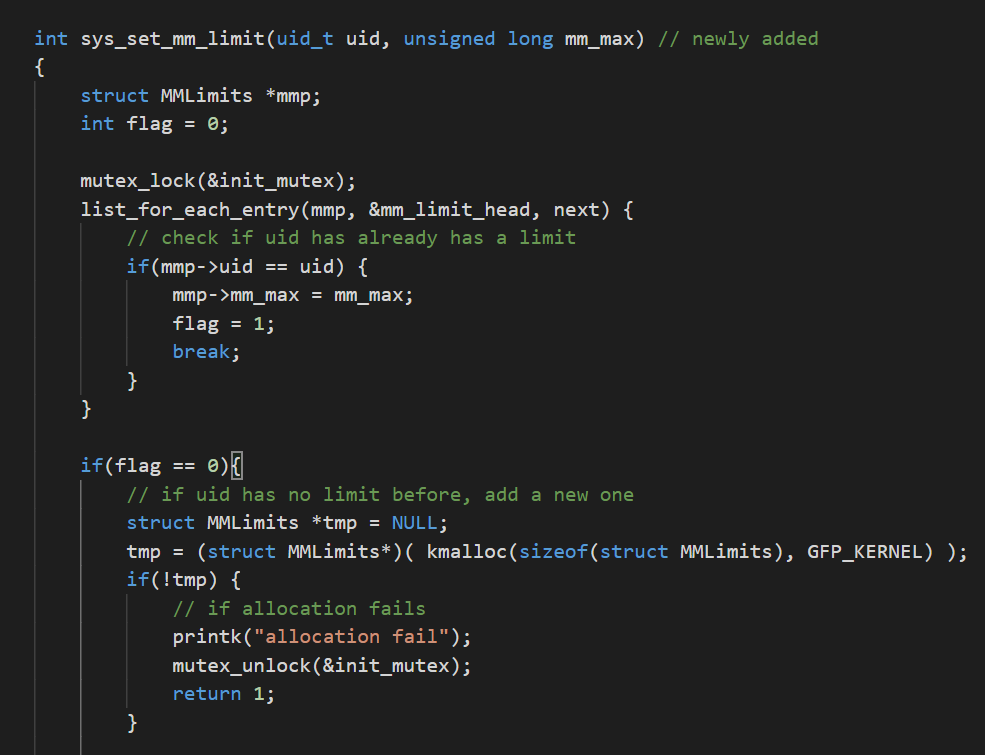 int sys_set_mm_limit(uid_t uid, unsigned long mm_max) // newly added
{
    struct MMLimits *mmp;
    int flag = 0;

    mutex_lock(&init_mutex);
    list_for_each_entry(mmp, &mm_limit_head, next) {
        // check if uid has already has a limit
        if(mmp->uid == uid) {
            mmp->mm_max = mm_max;
            flag = 1;
            break;
        }
    }

    if(flag == 0){
        // if uid has no limit before, add a new one
        struct MMLimits *tmp = NULL;
        tmp = (struct MMLimits*)( kmalloc(sizeof(struct MMLimits), GFP_KERNEL) );
        if(!tmp) {
            // if allocation fails
            printk("allocation fail");
            mutex_unlock(&init_mutex);
            return 1;
        }